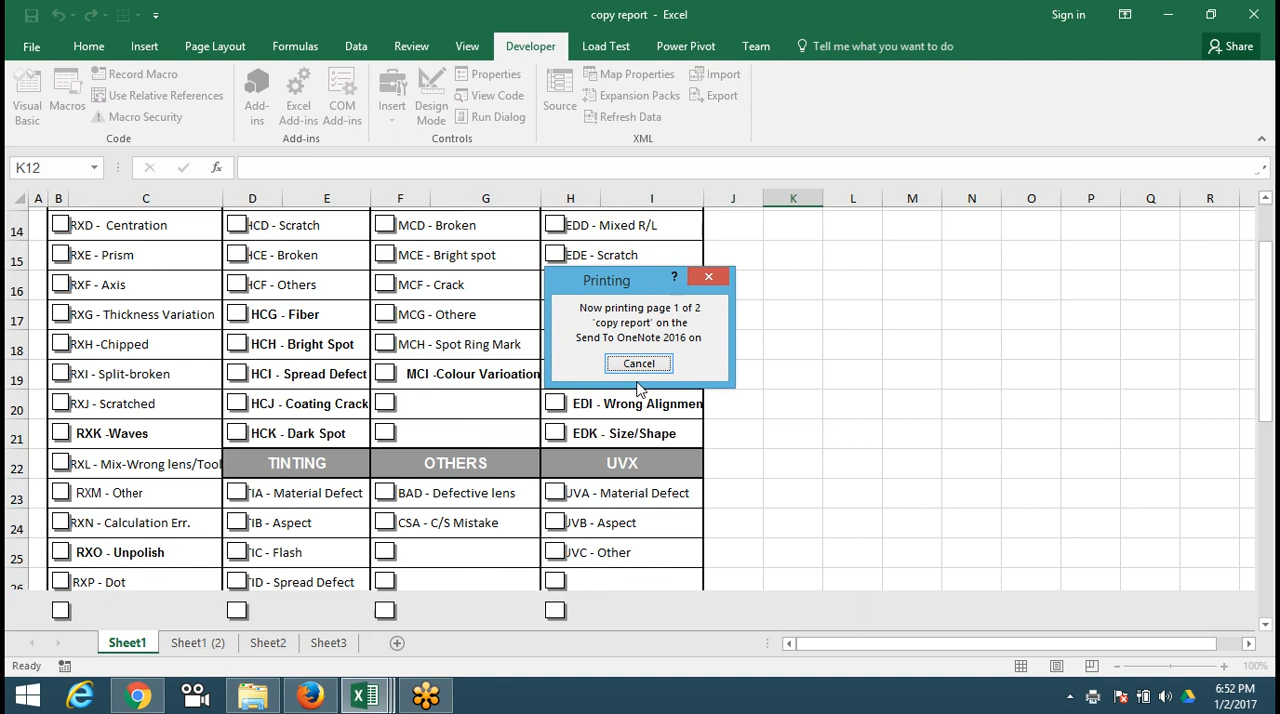 copy report - Excel
Sign in
File Home Insert Page Layout Formulas Data Review View Developer Load Test Power Pivot Team Tell me what you want to do Share
Visual Basic
Macros
Record Macro
Use Relative References
Macro Security
Code
Add-ins
Excel Add-ins
COM Add-ins
Add-ins
Insert
Design Mode
Properties
View Code
Run Dialog
Controls
Source
Map Properties
Expansion Packs
Refresh Data
Import
Export
XML
K12
fx
A B C D E F G H I J K L M N O P Q R
14 RXD - Centration HCD - Scratch MCD - Broken EDD - Mixed R/L
15 RXE - Prism HCE - Broken MCE - Bright spot EDE - Scratch
16 RXF - Axis HCF - Others MCF - Crack
17 RXG - Thickness Variation HCG - Fiber MCG - Othere
18 RXH -Chipped HCH - Bright Spot MCH - Spot Ring Mark
19 RXI - Split-broken HCI - Spread Defect MCI -Colour Varioation
20 RXJ - Scratched HCJ - Coating Crack EDI - Wrong Alignmen
21 RXK -Waves HCK - Dark Spot EDK - Size/Shape
22 RXL - Mix-Wrong lens/Tool TINTING OTHERS UVX
23 RXM - Other TIA - Material Defect BAD - Defective lens UVA - Material Defect
24 RXN - Calculation Err. TIB - Aspect CSA - C/S Mistake UVB - Aspect
25 RXO - Unpolish TIC - Flash UVC - Other
26 RXP - Dot TID - Spread Defect
Printing
?
Now printing page 1 of 2
'copy report' on the
Send To OneNote 2016 on
Cancel
Sheet1 Sheet1 (2) Sheet2 Sheet3
Ready
100%
6:52 PM
1/2/2017